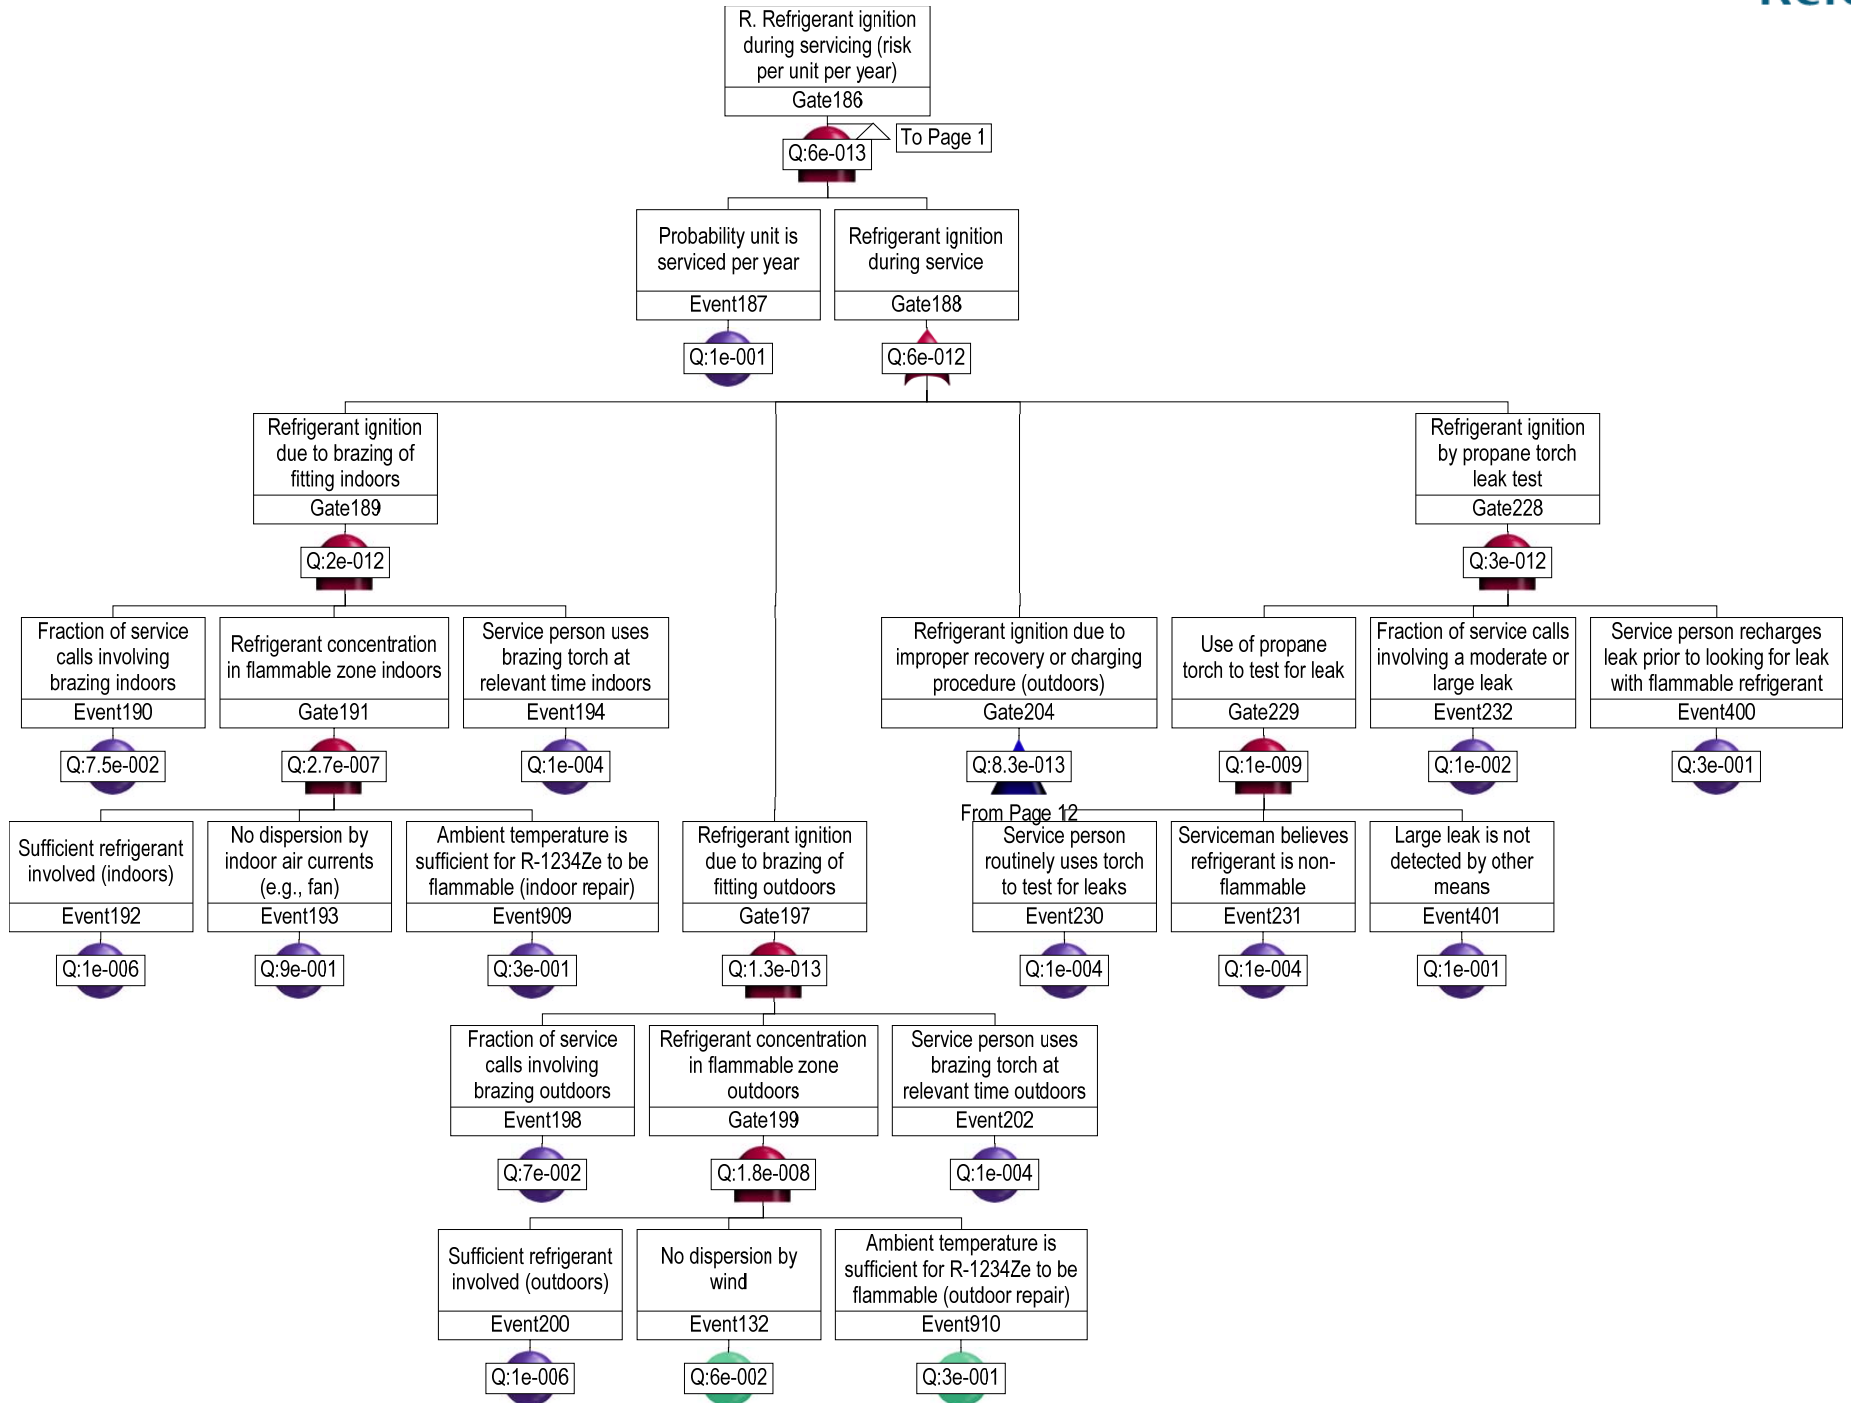 R. Refrigerant ignition
during servicing (risk
per unit per year)
Gate186
To Page 1
Q:6e-013
Probability unit is
serviced per year
Event187
Q:1e-001
Refrigerant ignition
during service
Gate188
Q:6e-012
Refrigerant ignition
due to brazing of
fitting indoors
Gate189
Q:2e-012
Refrigerant ignition
by propane torch
leak test
Gate228
Q:3e-012
Fraction of service
calls involving
brazing indoors
Event190
Q:7.5e-002
Refrigerant concentration
in flammable zone indoors
Gate191
Q:2.7e-007
Service person uses
brazing torch at
relevant time indoors
Event194
Q:1e-004
Refrigerant ignition due to
improper recovery or charging
procedure (outdoors)
Gate204
Q:8.3e-013
From Page 12
Use of propane
torch to test for leak
Gate229
Q:1e-009
Fraction of service calls
involving a moderate or
large leak
Event232
Q:1e-002
Service person recharges
leak prior to looking for leak
with flammable refrigerant
Event400
Q:3e-001
Sufficient refrigerant
involved (indoors)
Event192
Q:1e-006
No dispersion by
indoor air currents
(e.g., fan)
Event193
Q:9e-001
Ambient temperature is
sufficient for R-1234Ze to be
flammable (indoor repair)
Event909
Q:3e-001
Refrigerant ignition
due to brazing of
fitting outdoors
Gate197
Q:1.3e-013
Service person
routinely uses torch
to test for leaks
Event230
Q:1e-004
Serviceman believes
refrigerant is non-
flammable
Event231
Q:1e-004
Large leak is not
detected by other
means
Event401
Q:1e-001
Fraction of service
calls involving
brazing outdoors
Event198
Q:7e-002
Refrigerant concentration
in flammable zone
outdoors
Gate199
Q:1.8e-008
Service person uses
brazing torch at
relevant time outdoors
Event202
Q:1e-004
Sufficient refrigerant
involved (outdoors)
Event200
Q:1e-006
No dispersion by
wind
Event132
Q:6e-002
Ambient temperature is
sufficient for R-1234Ze to be
flammable (outdoor repair)
Event910
Q:3e-001